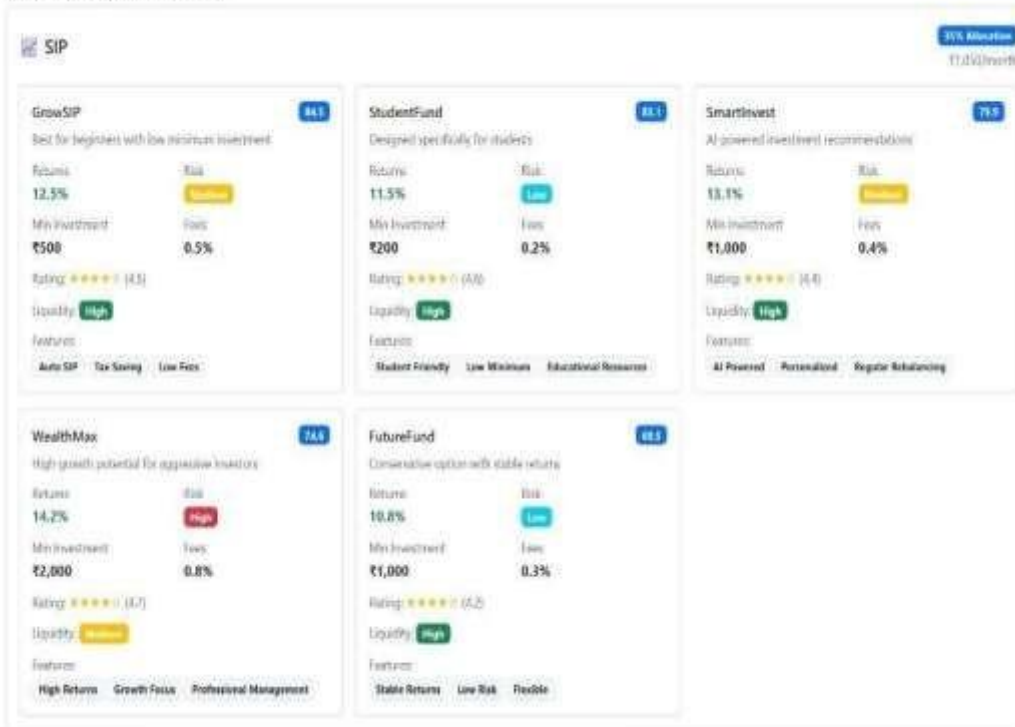 SIP
35% Allocation
GrowSIP
Best for beginners with low minimum investment
Returns Risk
12.5% Medium
Min Investment Fees
₹500 0.5%
Rating: (4.5)
Liquidity: High
Features:
Auto SIP Tax Saving Low Fees
StudentFund
Designed specifically for students
Returns Risk
11.5% Low
Min Investment Fees
₹200 0.2%
Rating: (4.6)
Liquidity: High
Features:
Student Friendly Low Minimum Educational Resources
SmartInvest 79.9
AI-powered investment recommendations
Returns Risk
13.1% Medium
Min Investment Fees
₹1,000 0.4%
Rating: (4.4)
Liquidity: High
Features:
AI Powered Personalized Regular Rebalancing
WealthMax 74.6
High growth potential for aggressive investors
Returns Risk
14.2% High
Min Investment Fees
₹2,000 0.8%
Rating: (4.7)
Liquidity: Medium
Features:
High Returns Growth Focus Professional Management
FutureFund
Conservative option with stable returns
Returns Risk
10.8% Low
Min Investment Fees
₹1,000 0.3%
Rating: (4.2)
Liquidity: High
Features:
Stable Returns Low Risk Flexible